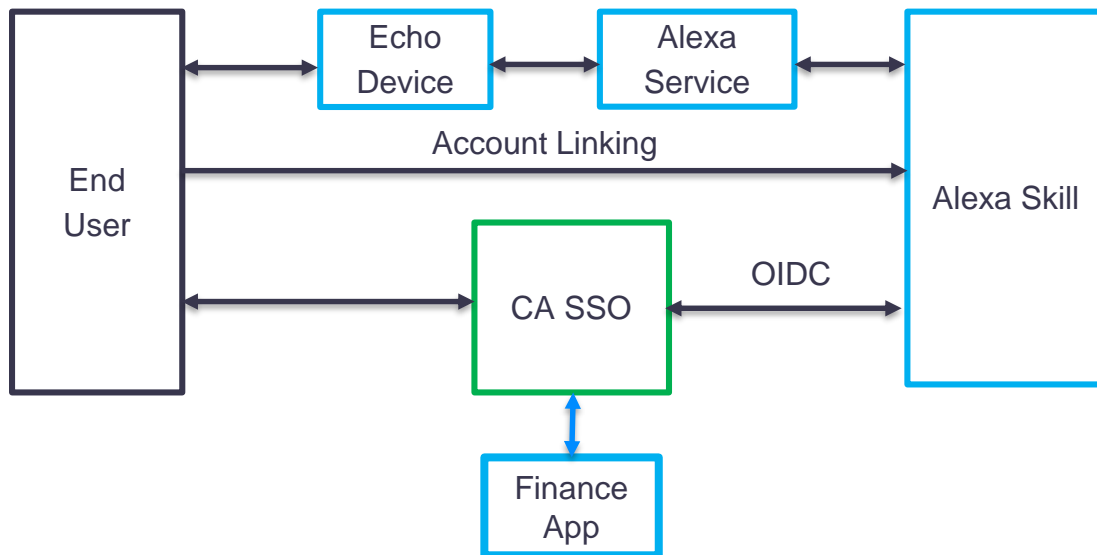 Echo
Device
Alexa
Service
Account Linking
End
User
Alexa Skill
OIDC
CA SSO
Finance
App